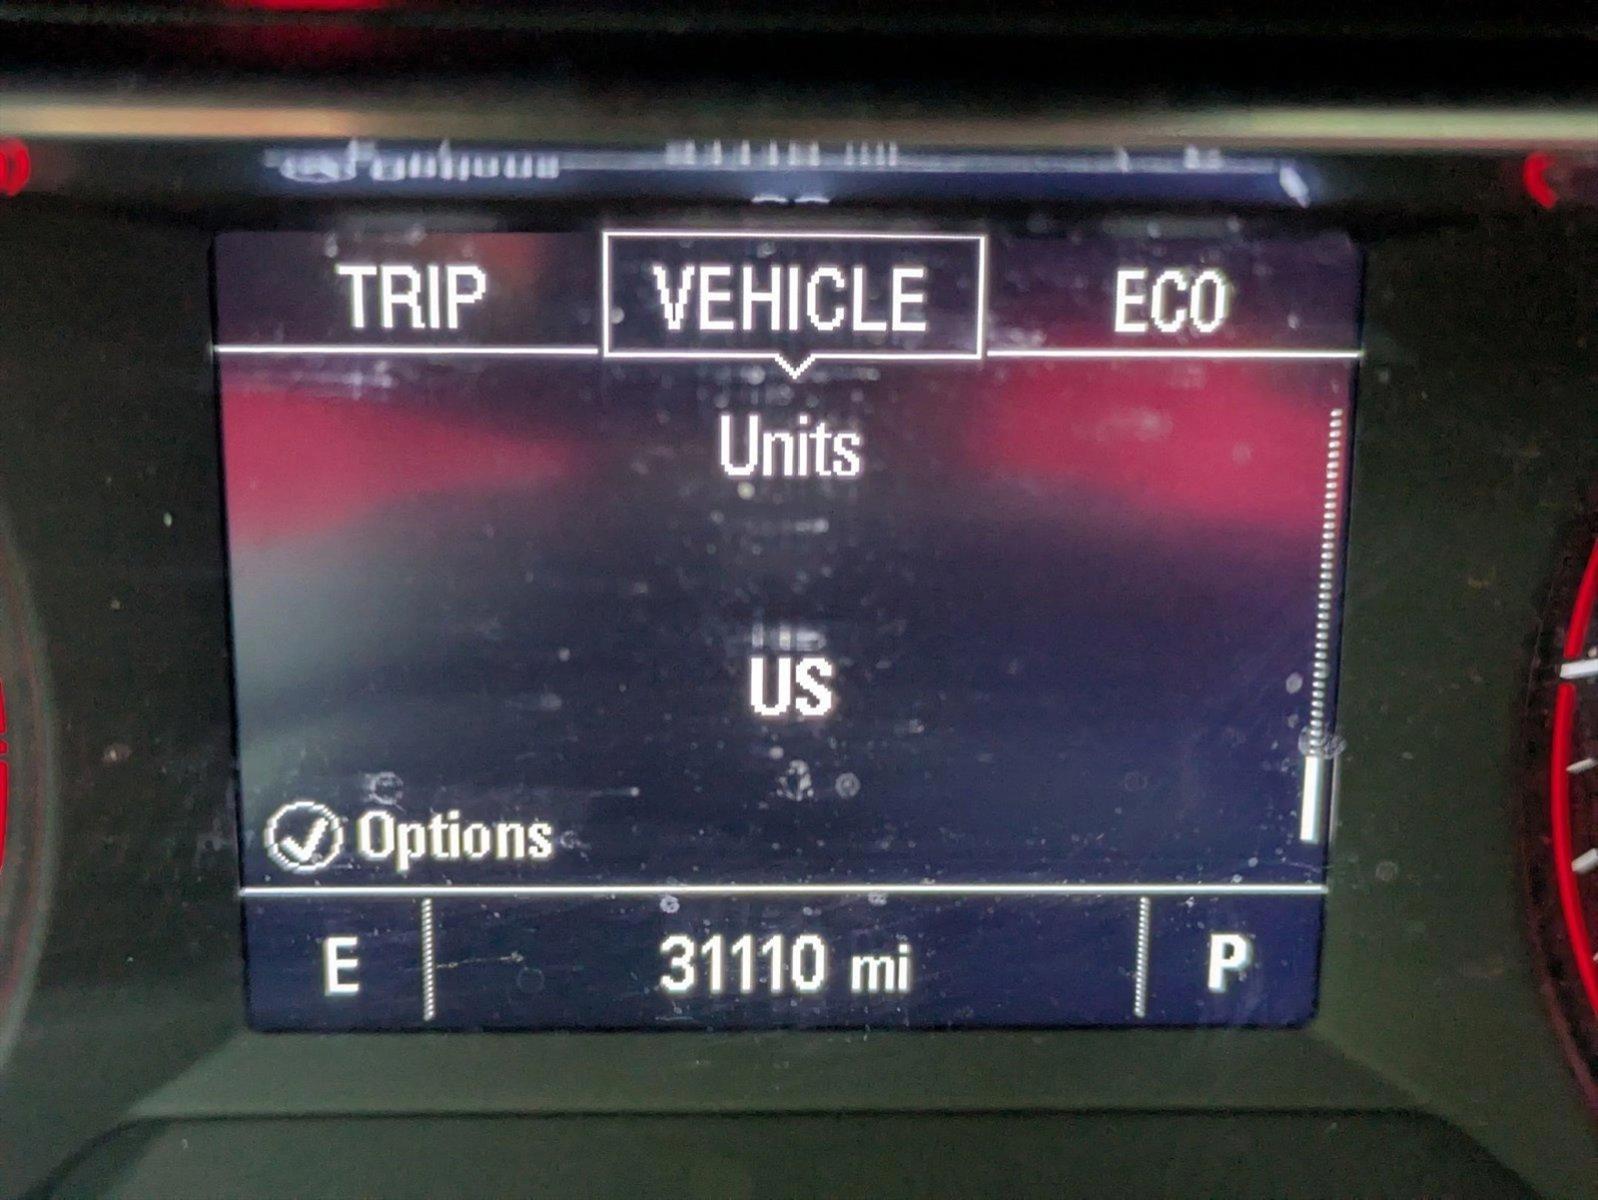 TRIP VEHICLE ECO
Units
US
Options
E 31110 mi P